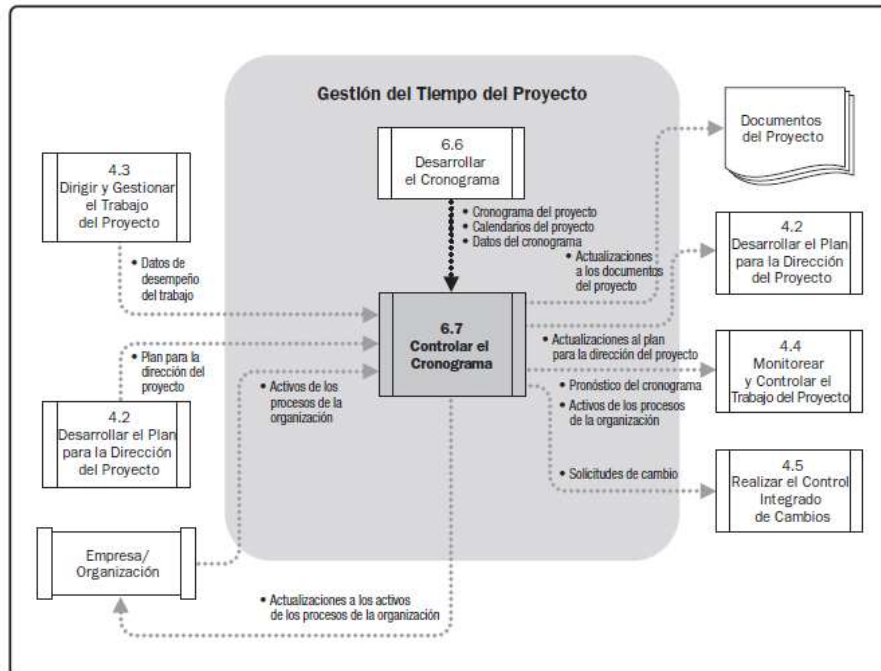 Gestión del Tiempo del Proyecto
Documentos
del Proyecto
4.3
Dirigir y Gestionar
el Trabajo
del Proyecto
6.6
Desarrollar
el Cronograma
• Cronograma del proyecto
• Calendarios del proyecto
• Datos del cronograma
• Datos de
desempeño
del trabajo
• Actualizaciones
a los documentos
del proyecto
4.2
Desarrollar el Plan
para la Dirección
del Proyecto
6.7
Controlar el
Cronograma
• Actualizaciones al plan
para la dirección del proyecto
• Plan para la
dirección del
proyecto
• Activos de los
procesos de la
organización
• Pronóstico del cronograma
• Activos de los procesos
de la organización
4.4
Monitorear
y Controlar el
Trabajo del Proyecto
4.2
Desarrollar el Plan
para la Dirección
del Proyecto
• Solicitudes de cambio
4.5
Realizar el Control
Integrado
de Cambios
Empresa/
Organización
• Actualizaciones a los activos
de los procesos de la organización